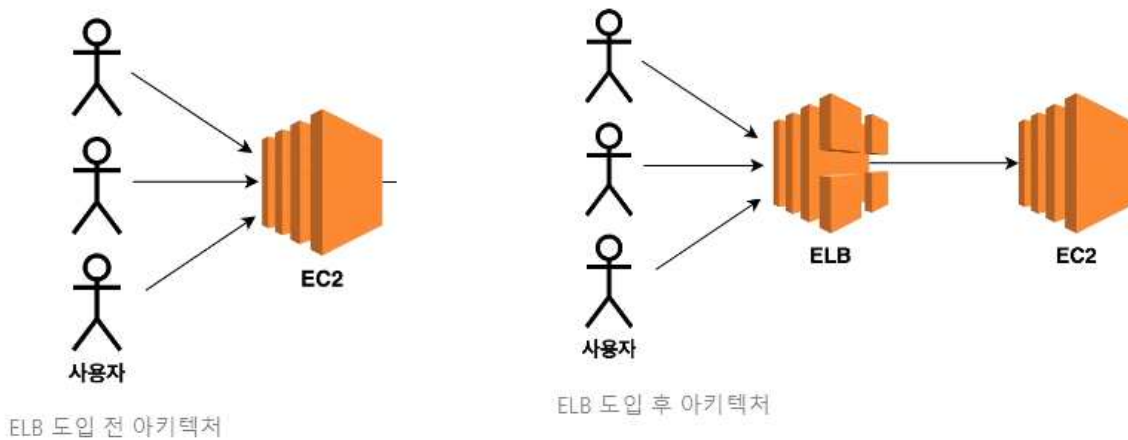 EC2
사용자
ELB 도입 전 아키텍처
ELB
EC2
사용자
ELB 도입 후 아키텍처